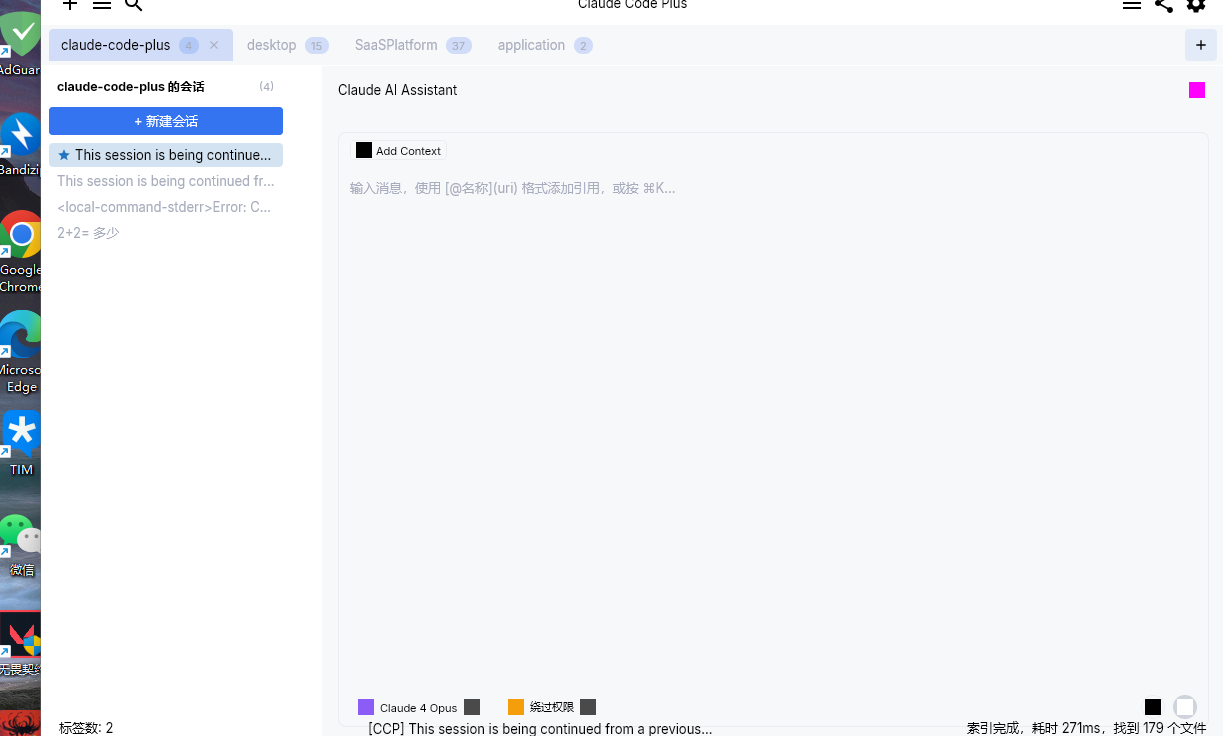 Claude Code Plus
claude-code-plus 4 × desktop 15 SaaSPlatform 37 application 2 +
claude-code-plus 的会话 (4)
+ 新建会话
This session is being continue...
This session is being continued fr...
<local-command-stderr>Error: C...
2+2= 多少
标签数: 2
Claude AI Assistant
Add Context
输入消息，使用 [@名称](uri) 格式添加引用，或按 ⌘K...
Claude 4 Opus 绕过权限
[CCP] This session is being continued from a previous...
索引完成，耗时 271ms，找到 179 个文件
AdGuar
Bandizi
Google
Chrome
Microso
Edge
TIM
微信
无畏契约